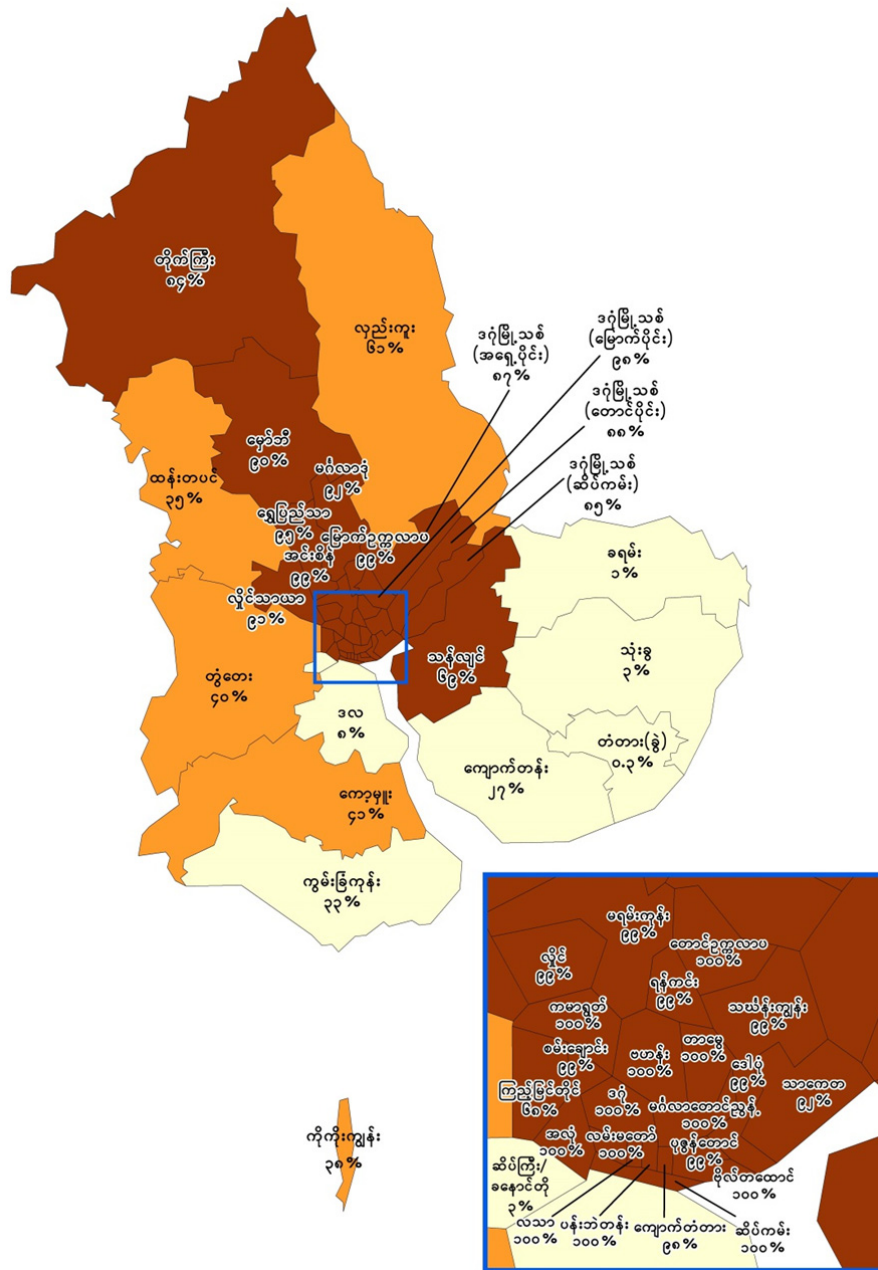 တိုက်ကြီး
၈၄%
လှည်းကူး
၆၁%
ဒဂုံမြို့သစ်
(အရှေ့ပိုင်း)
၈၇%
ဒဂုံမြို့သစ်
(မြောက်ပိုင်း)
၉၈%
ဒဂုံမြို့သစ်
(တောင်ပိုင်း)
၈၈%
ဒဂုံမြို့သစ်
(ဆိပ်ကမ်း)
၈၅%
မှော်ဘီ
၉၀%
မင်္ဂလာဒုံ
၉၂%
ထန်းတပင်
၃၅%
ရွှေပြည်သာ
၉၅%
မြောက်ဥက္ကလာပ
၉၉%
အင်းစိန်
၉၉%
လှိုင်သာယာ
၉၁%
ခရမ်း
၁%
သုံးခွ
၃%
သန်လျင်
၆၉%
တွံတေး
၄၀%
ဒလ
၈%
တံတား(ခွဲ)
၀.၃%
ကျောက်တန်း
၂၇%
ကော့မှူး
၄၁%
ကွမ်းခြံကုန်း
၃၃%
ကိုကိုးကျွန်း
၃၈%
မရမ်းကုန်း
၉၉%
တောင်ဥက္ကလာပ
၁၀၀%
လှိုင်
၉၉%
ရန်ကင်း
၉၉%
ကမာရွတ်
၁၀၀%
သင်္ဃန်းကျွန်း
၉၉%
စမ်းချောင်း
၉၉%
ဗဟန်း
၁၀၀%
တာမွေ
၁၀၀%
ဒေါပုံ
၉၉%
သာကေတ
၉၂%
ကြည့်မြင်တိုင်
၆၈%
ဒဂုံ
၁၀၀%
မင်္ဂလာတောင်ညွန့်
၁၀၀%
အလုံ
၁၀၀%
လမ်းမတော်
၁၀၀%
ပုဇွန်တောင်
၉၉%
ဗိုလ်တထောင်
၁၀၀%
ဆိပ်ကြီး/
ခနောင်တို
၃%
လသာ
၁၀၀%
ပန်းဘဲတန်း
၁၀၀%
ကျောက်တံတား
၉၈%
ဆိပ်ကမ်း
၁၀၀%